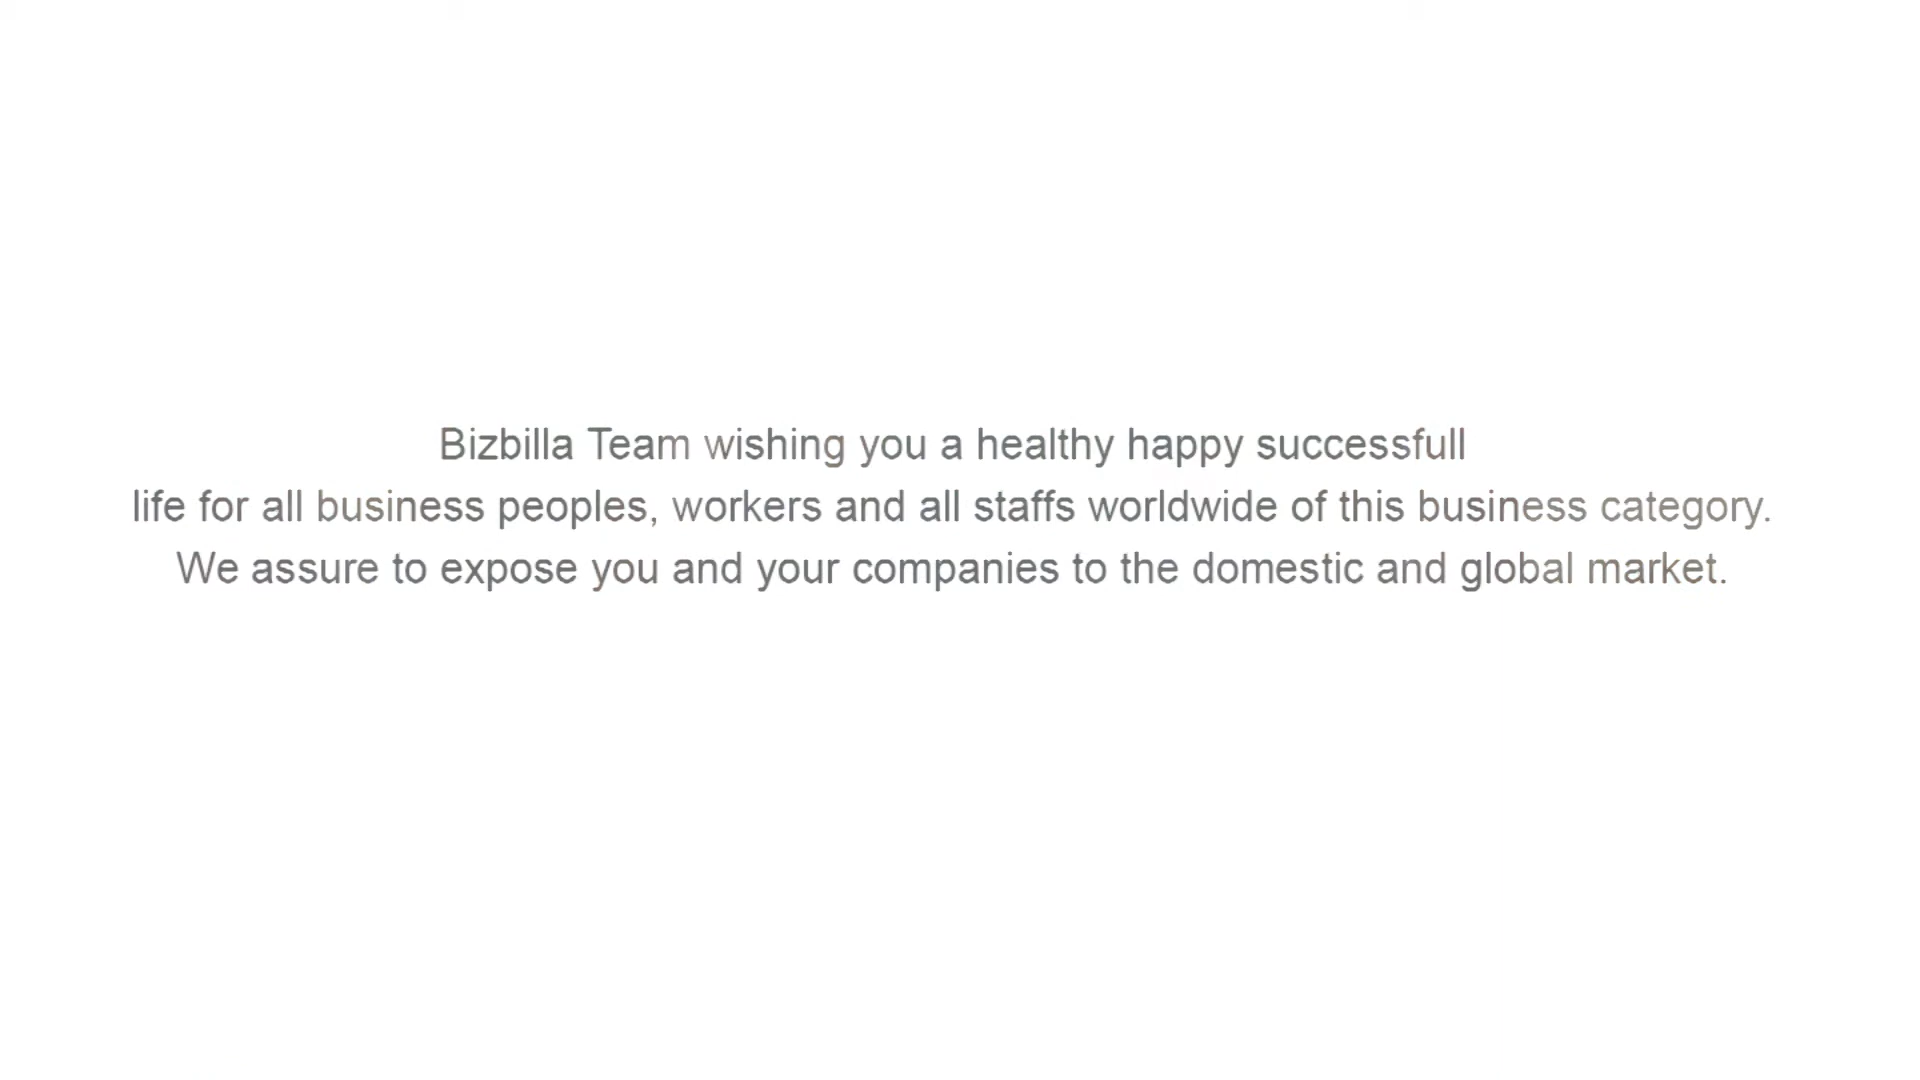 Bizbilla Team wishing you a healthy happy successfull
life for all business peoples, workers and all staffs worldwide of this business category.
We assure to expose you and your companies to the domestic and global market.